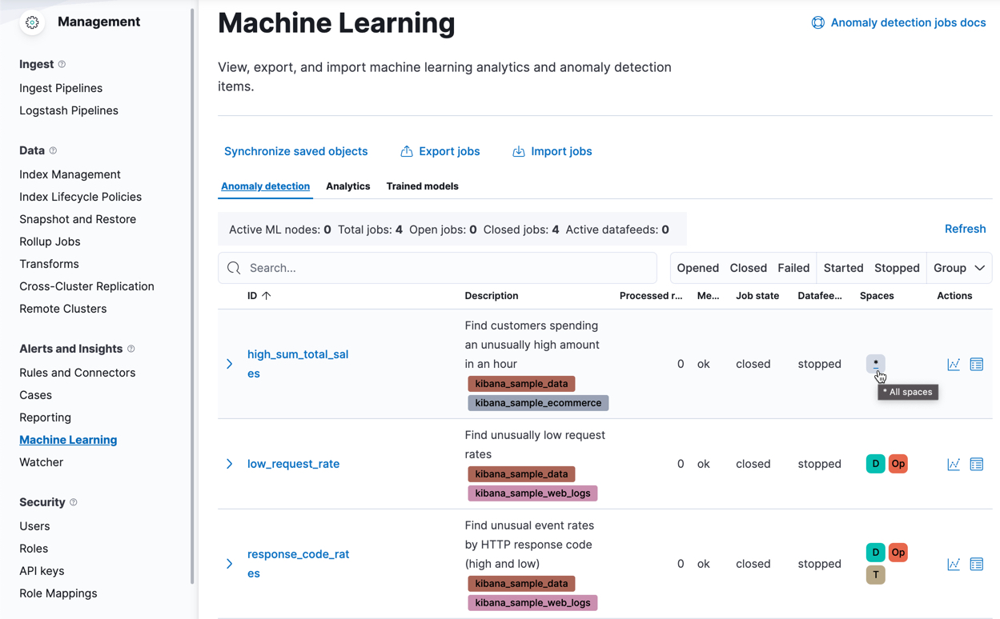 Management
Ingest
Ingest Pipelines
Logstash Pipelines
Data
Index Management
Index Lifecycle Policies
Snapshot and Restore
Rollup Jobs
Transforms
Cross-Cluster Replication
Remote Clusters
Alerts and Insights
Rules and Connectors
Cases
Reporting
Machine Learning
Watcher
Security
Users
Roles
API keys
Role Mappings
Machine Learning
Anomaly detection jobs docs
View, export, and import machine learning analytics and anomaly detection
items.
Synchronize saved objects Export jobs Import jobs
Anomaly detection Analytics Trained models
Active ML nodes: 0 Total jobs: 4 Open jobs: 0 Closed jobs: 4 Active datafeeds: 0
Refresh
Search... Opened Closed Failed Started Stopped Group
ID Description Processed r... Me... Job state Datafee... Spaces Actions
high_sum_total_sal
es
Find customers spending
an unusually high amount
in an hour
kibana_sample_data
kibana_sample_ecommerce
0 ok closed stopped *
* All spaces
low_request_rate
Find unusually low request
rates
kibana_sample_data
kibana_sample_web_logs
0 ok closed stopped D Op
response_code_rat
es
Find unusual event rates
by HTTP response code
(high and low)
kibana_sample_data
kibana_sample_web_logs
0 ok closed stopped D Op
T